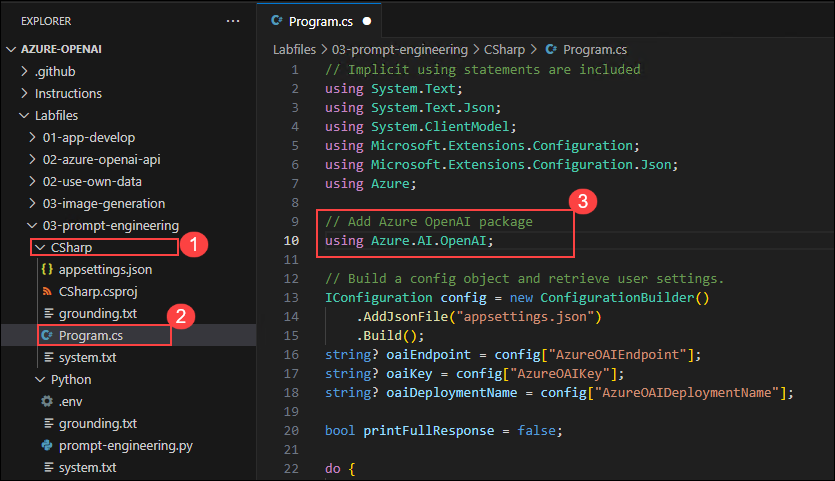 EXPLORER
···
AZURE-OPENAI
.github
Instructions
Labfiles
01-app-develop
02-azure-openai-api
02-use-own-data
03-image-generation
03-prompt-engineering
CSharp
1
{} appsettings.json
CSharp.csproj
grounding.txt
2
C# Program.cs
system.txt
Python
.env
grounding.txt
prompt-engineering.py
system.txt
C# Program.cs
Labfiles > 03-prompt-engineering > CSharp > C# Program.cs
1 // Implicit using statements are included
2 using System.Text;
3 using System.Text.Json;
4 using System.ClientModel;
5 using Microsoft.Extensions.Configuration;
6 using Microsoft.Extensions.Configuration.Json;
7 using Azure;
8
3
9 // Add Azure OpenAI package
10 using Azure.AI.OpenAI;
11
12 // Build a config object and retrieve user settings.
13 IConfiguration config = new ConfigurationBuilder()
14 .AddJsonFile("appsettings.json")
15 .Build();
16 string? oaiEndpoint = config["AzureOAIEndpoint"];
17 string? oaiKey = config["AzureOAIKey"];
18 string? oaiDeploymentName = config["AzureOAIDeploymentName"];
19
20 bool printFullResponse = false;
21
22 do {